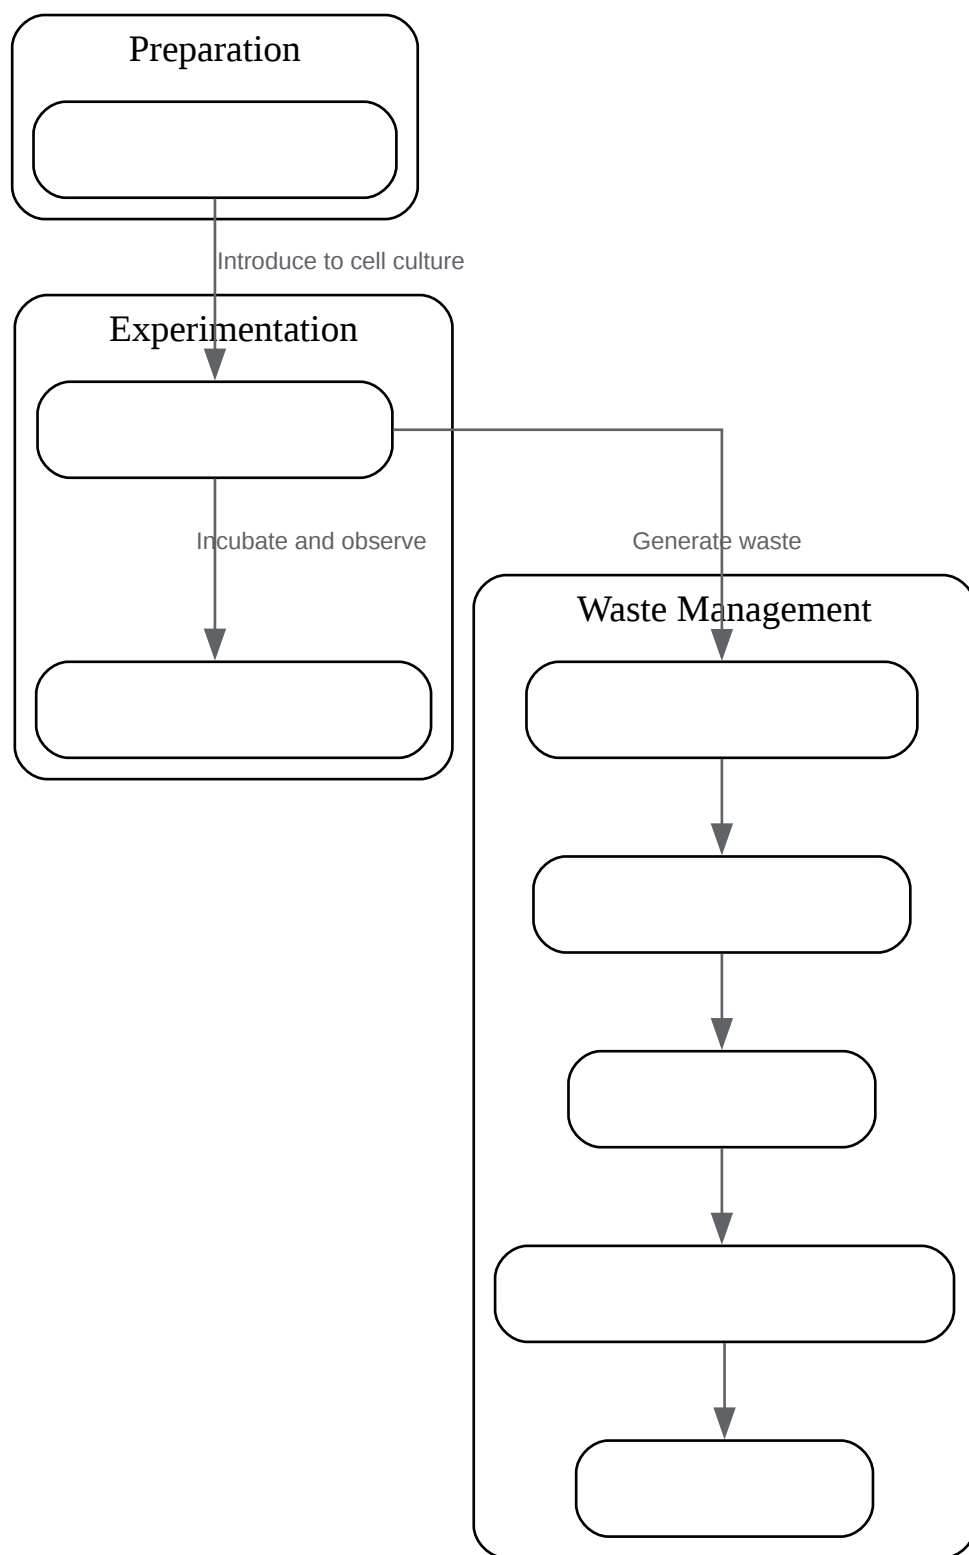 Preparation
Introduce to cell culture
Experimentation
Incubate and observe
Generate waste
Waste Management